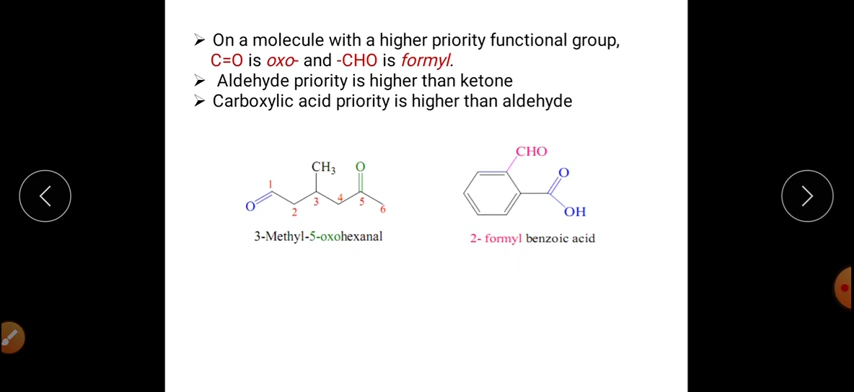 ➢ On a molecule with a higher priority functional group,
C=O is oxo- and -CHO is formyl.
➢ Aldehyde priority is higher than ketone
➢ Carboxylic acid priority is higher than aldehyde
CHO
CH₃ O
O
1
O
2 3 4 5 6
OH
3-Methyl-5-oxohexanal
2- formyl benzoic acid